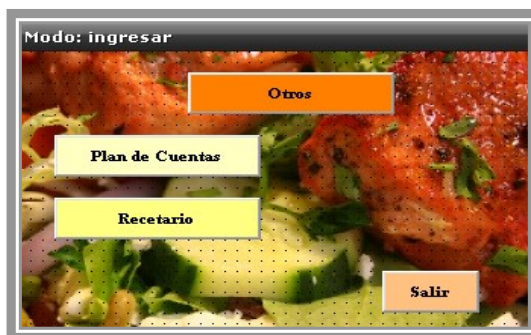 Modo: ingresar
Otros
Plan de Cuentas
Recetario
Salir